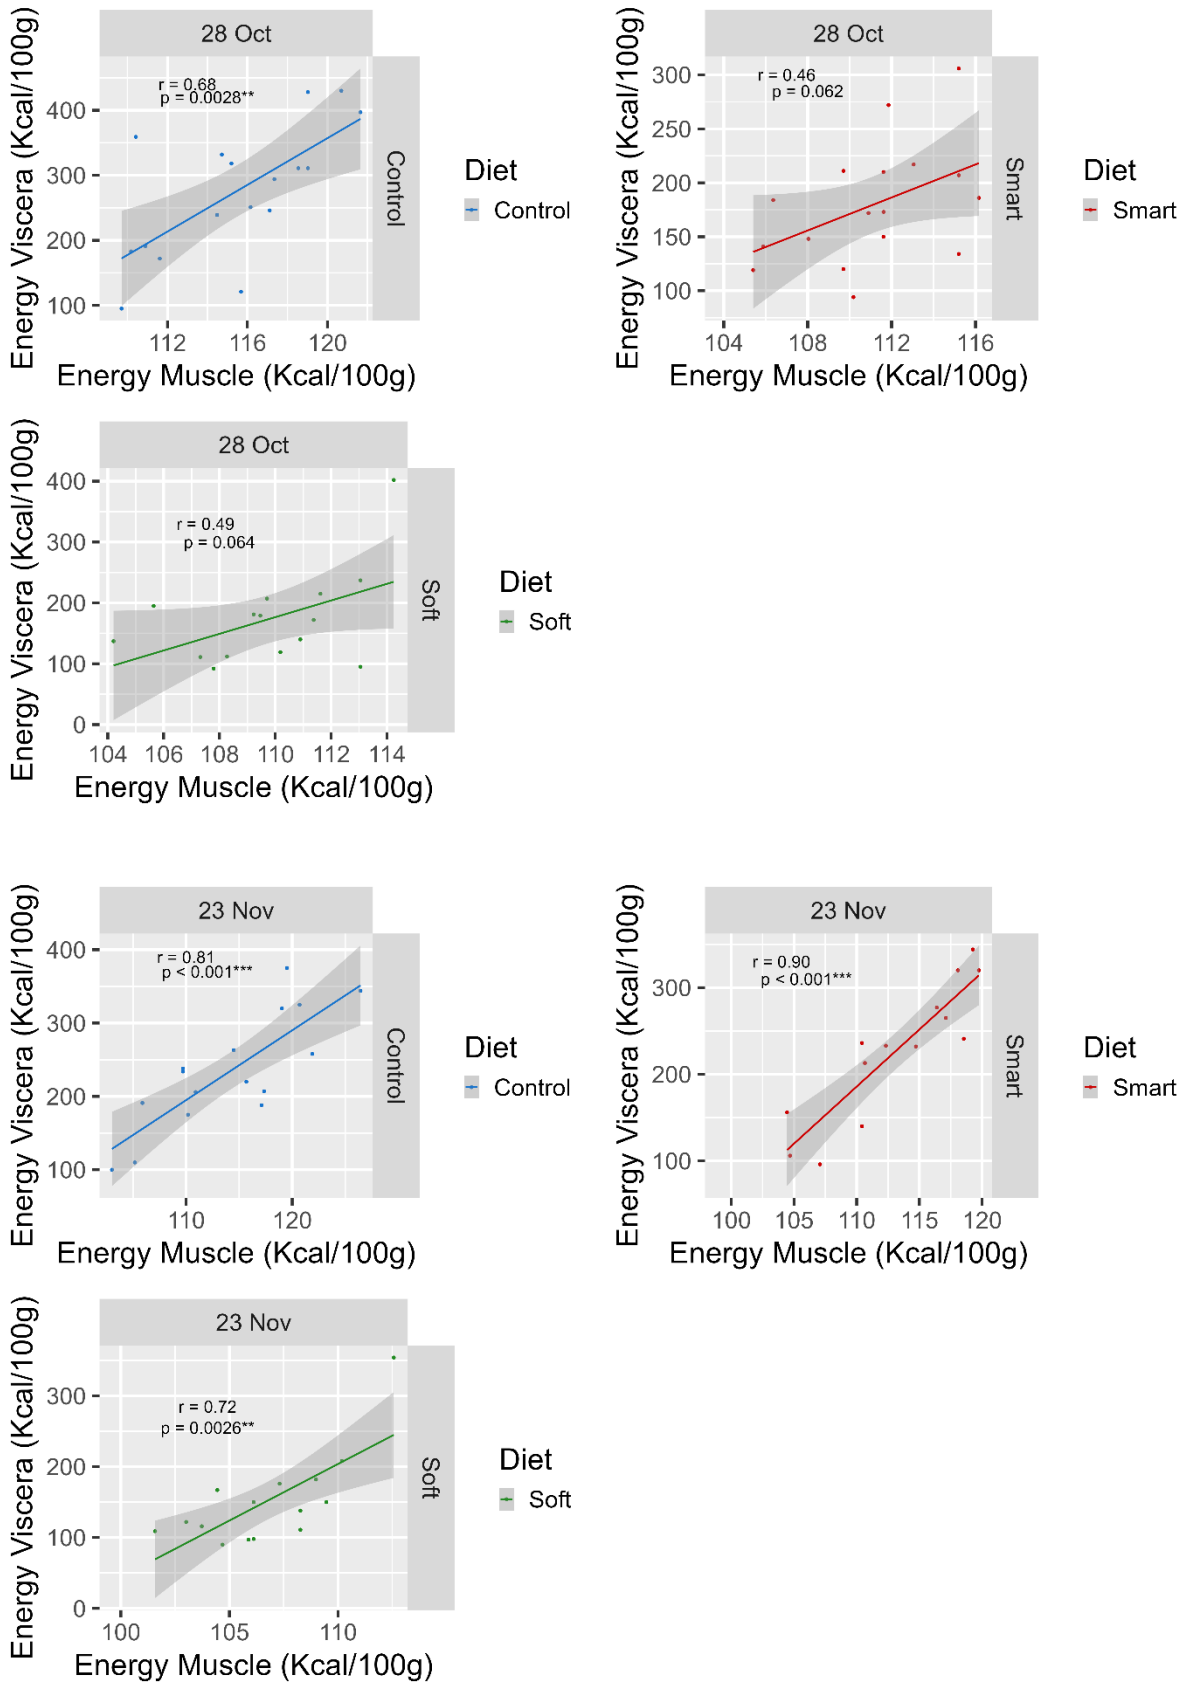 28 Oct
r = 0.68
p = 0.0028**
400
300
200
100
112 116 120
Energy Muscle (Kcal/100g)
Energy Viscera (Kcal/100g)
Control
Diet
Control
28 Oct
r = 0.46
p = 0.062
300
250
200
150
100
104 108 112 116
Energy Muscle (Kcal/100g)
Energy Viscera (Kcal/100g)
Smart
Diet
Smart
28 Oct
r = 0.49
p = 0.064
400
300
200
100
0
104 106 108 110 112 114
Energy Muscle (Kcal/100g)
Energy Viscera (Kcal/100g)
Soft
Diet
Soft
23 Nov
r = 0.81
p < 0.001***
400
300
200
100
110 120
Energy Muscle (Kcal/100g)
Energy Viscera (Kcal/100g)
Control
Diet
Control
23 Nov
r = 0.90
p < 0.001***
300
200
100
100 105 110 115 120
Energy Muscle (Kcal/100g)
Energy Viscera (Kcal/100g)
Smart
Diet
Smart
23 Nov
r = 0.72
p = 0.0026**
300
200
100
0
100 105 110
Energy Muscle (Kcal/100g)
Energy Viscera (Kcal/100g)
Soft
Diet
Soft